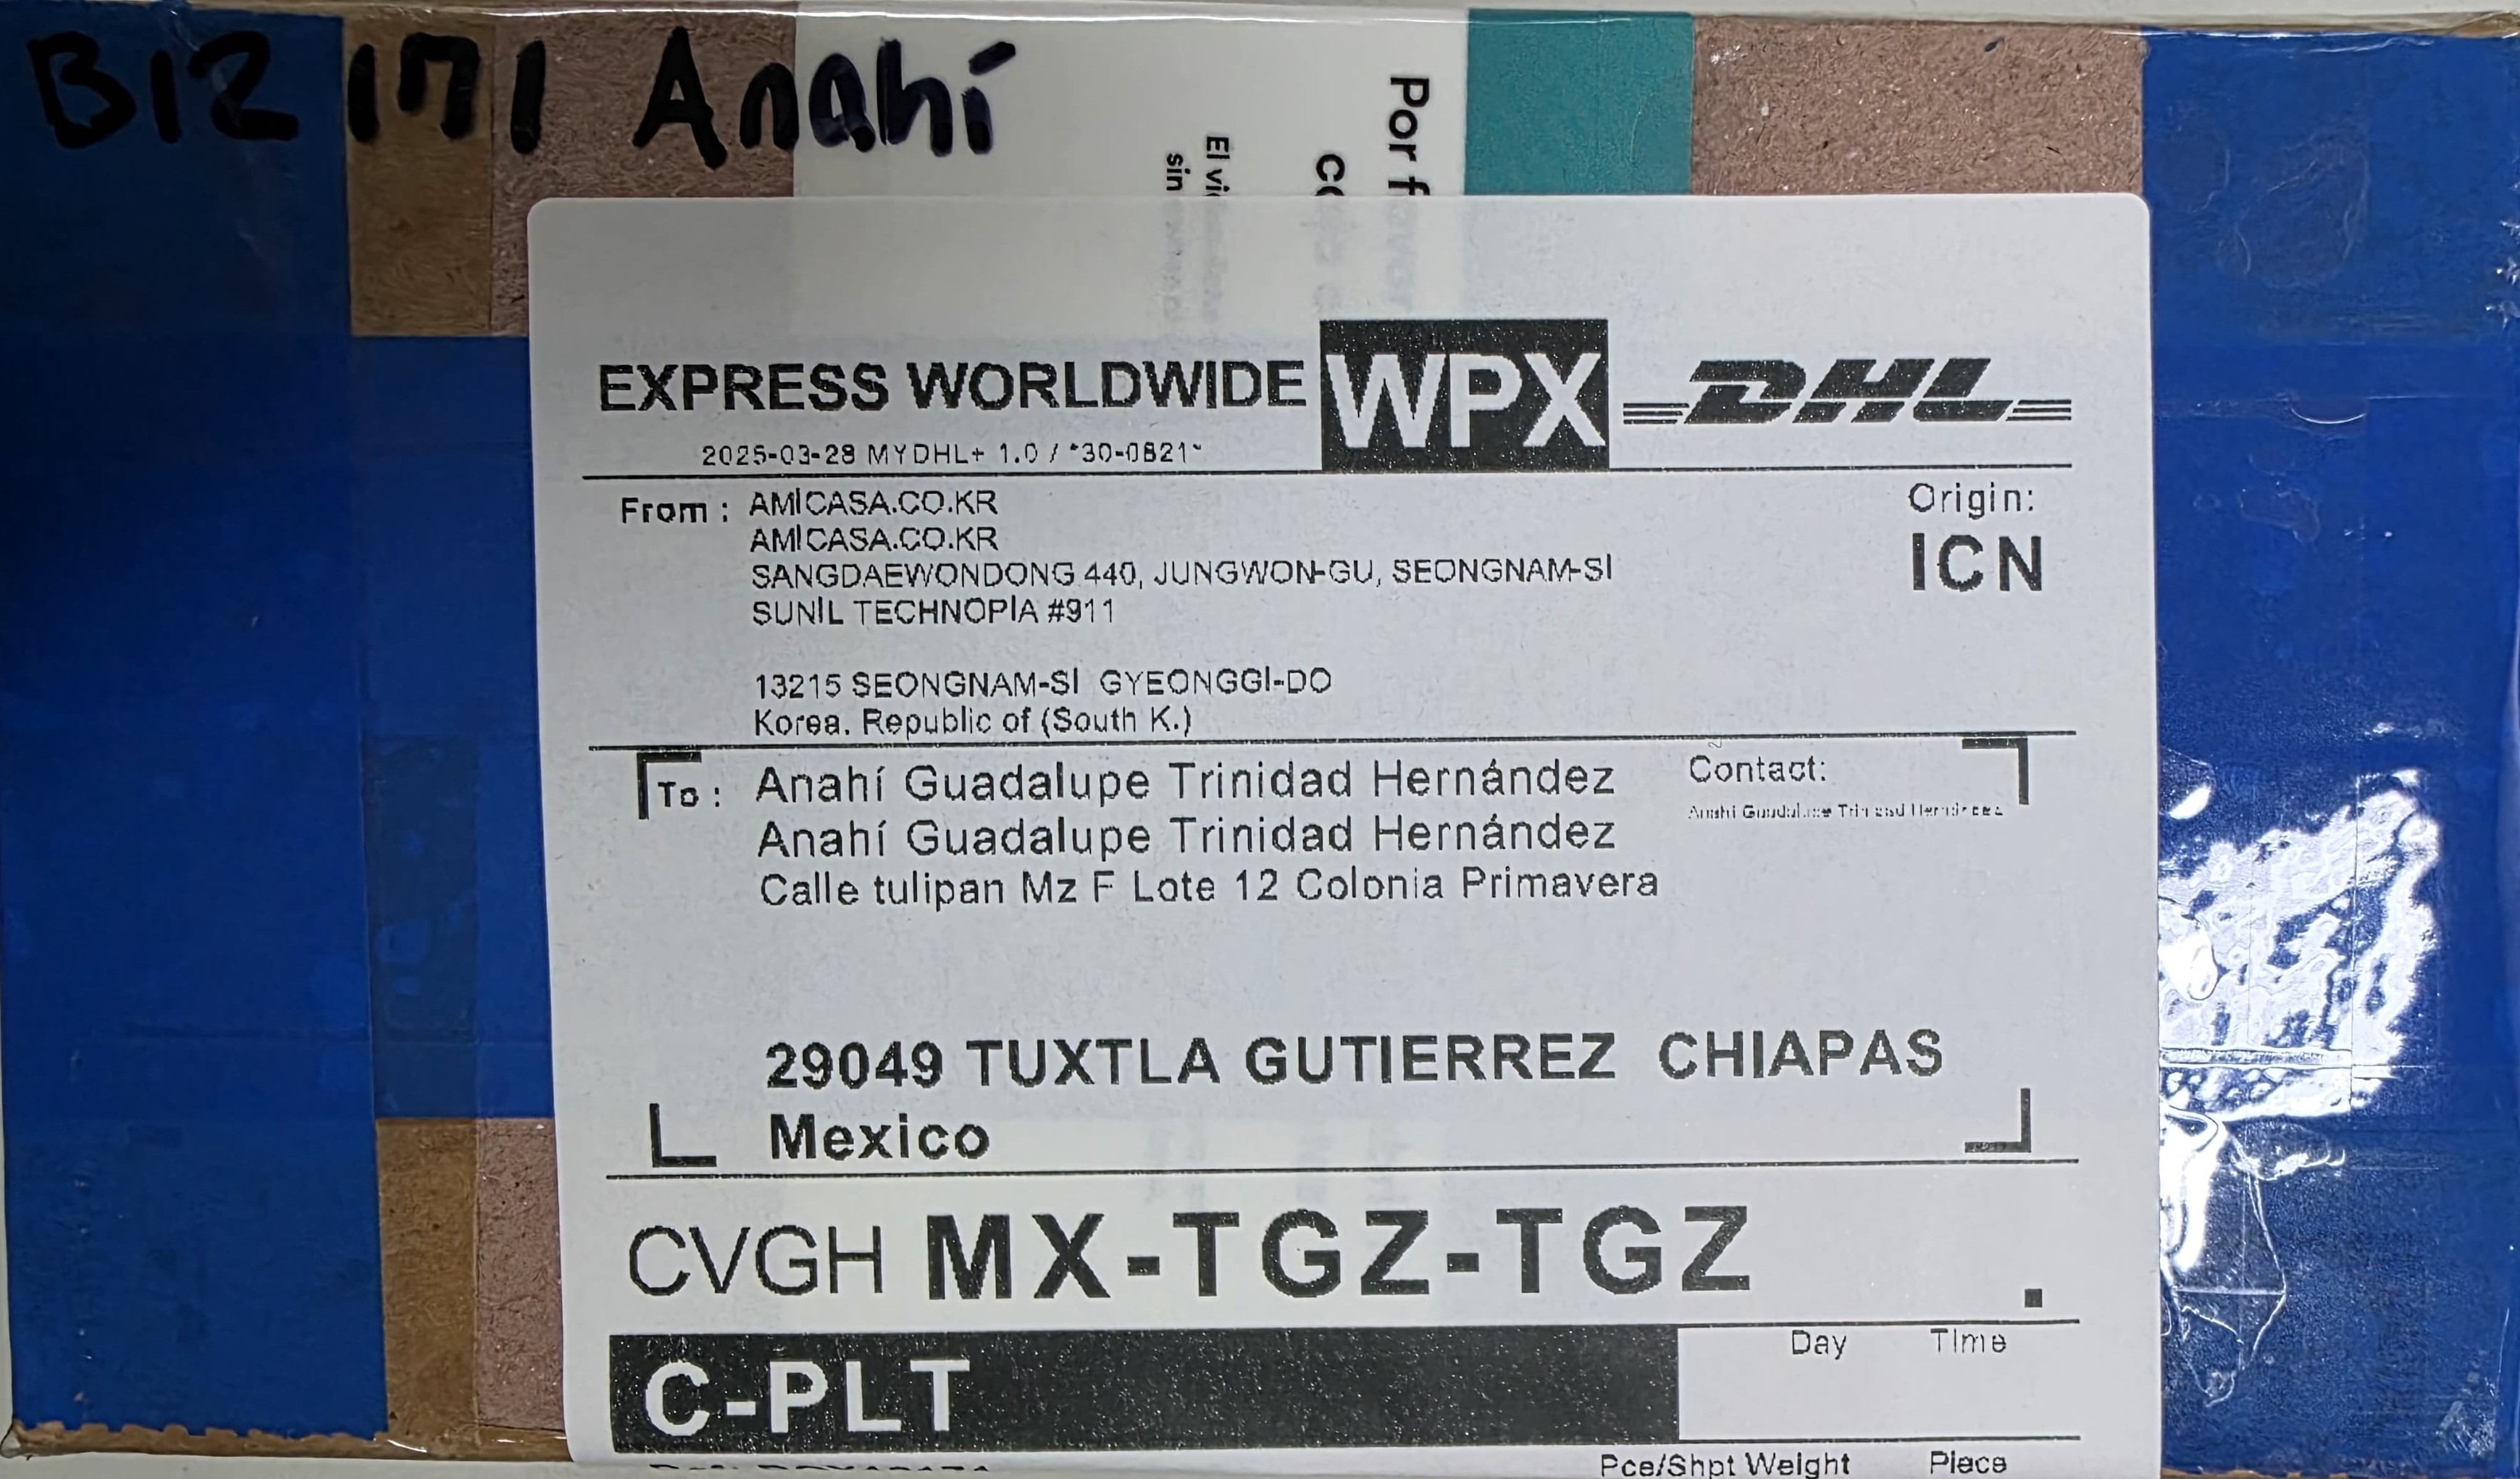 B12 171 Anahí
Por f
co
El vi
sin
EXPRESS WORLDWIDE WPX DHL
2025-03-28 MYDHL+ 1.0 / *30-0821*
From : AMICASA.CO.KR
AMICASA.CO.KR
SANGDAEWONDONG 440, JUNGWON-GU, SEONGNAM-SI
SUNIL TECHNOPIA #911
13215 SEONGNAM-SI GYEONGGI-DO
Korea, Republic of (South K.)
Origin:
ICN
To : Anahí Guadalupe Trinidad Hernández
Anahí Guadalupe Trinidad Hernández
Calle tulipan Mz F Lote 12 Colonia Primavera
29049 TUXTLA GUTIERREZ CHIAPAS
Mexico
Contact:
Anahí Guadalupe Trinidad Hernández
CVGH MX-TGZ-TGZ
C-PLT
Day Time
Pce/Shpt Weight Piece